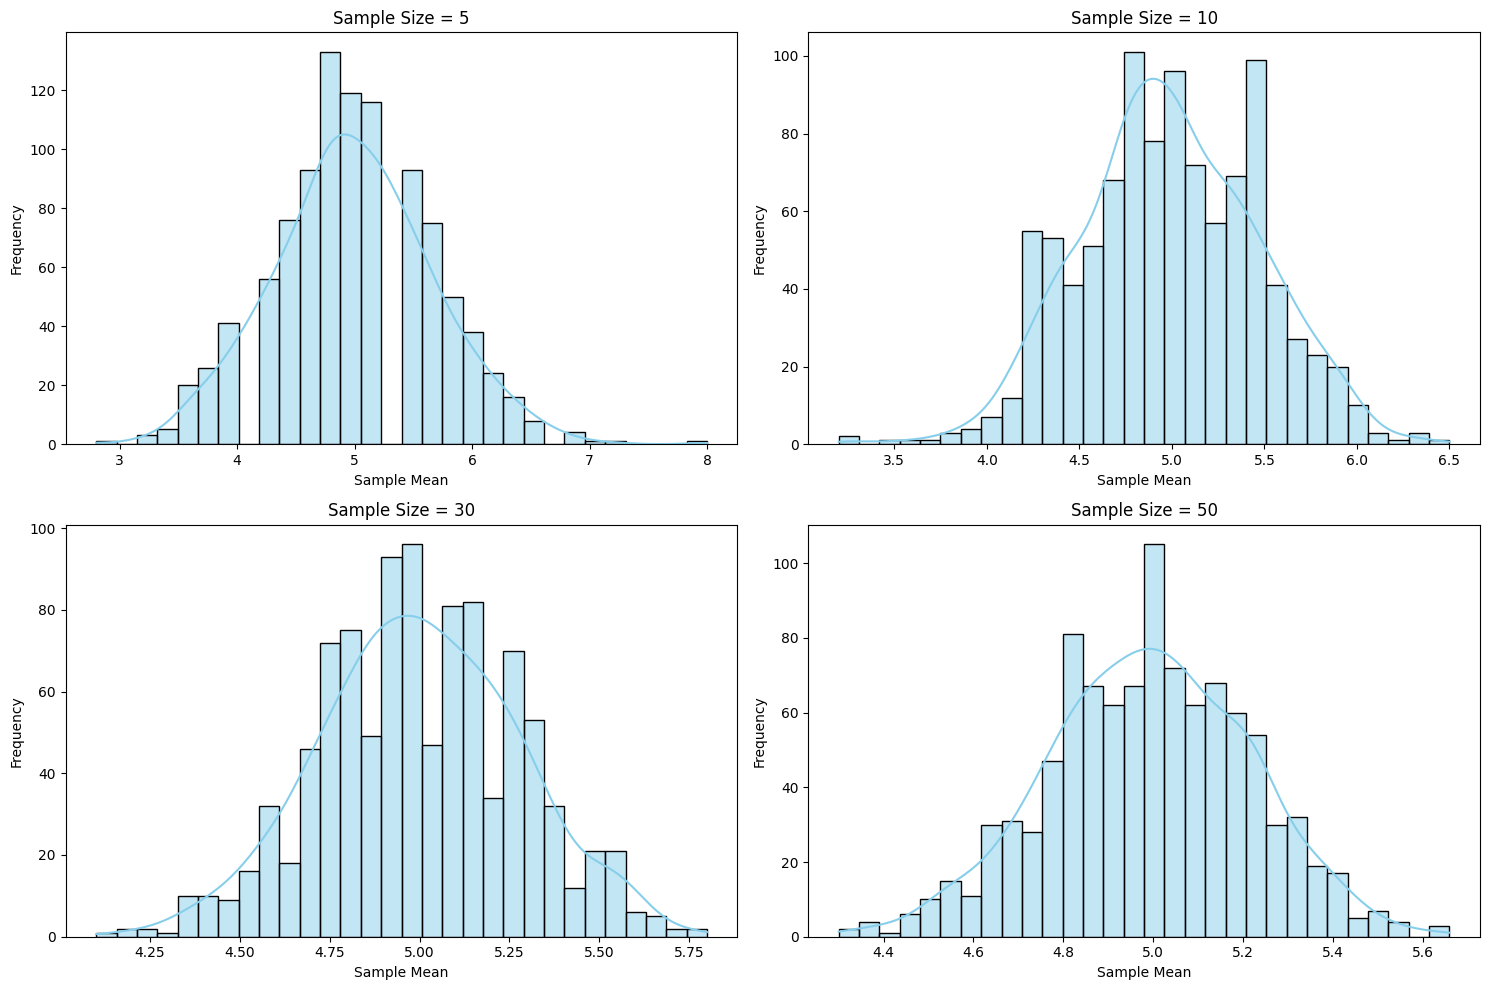 Sample Size = 5
Frequency
120
100
80
60
40
20
0
3 4 5 6 7 8
Sample Mean
Sample Size = 10
Frequency
100
80
60
40
20
0
3.5 4.0 4.5 5.0 5.5 6.0 6.5
Sample Mean
Sample Size = 30
Frequency
100
80
60
40
20
0
4.25 4.50 4.75 5.00 5.25 5.50 5.75
Sample Mean
Sample Size = 50
Frequency
100
80
60
40
20
0
4.4 4.6 4.8 5.0 5.2 5.4 5.6
Sample Mean